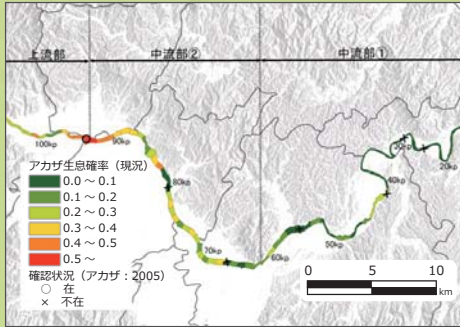 上流部 中流部② 中流部①
100kp
90kp
80kp
70kp
60kp
50kp
40kp
30kp
20kp
アカザ生息確率（現況）
0.0～0.1
0.1～0.2
0.2～0.3
0.3～0.4
0.4～0.5
0.5～
確認状況（アカザ：2005）
○ 在
× 不在
0 5 10
km